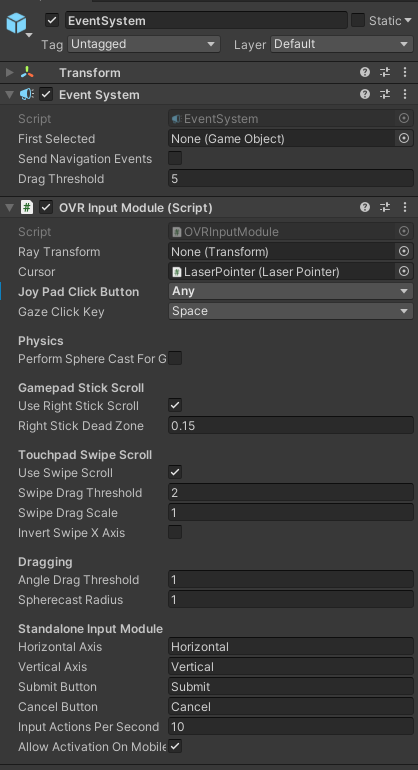 EventSystem Static
Tag Untagged Layer Default
Transform
Event System
Script EventSystem
First Selected None (Game Object)
Send Navigation Events
Drag Threshold 5
OVR Input Module (Script)
Script OVRInputModule
Ray Transform None (Transform)
Cursor LaserPointer (Laser Pointer)
Joy Pad Click Button Any
Gaze Click Key Space
Physics
Perform Sphere Cast For G
Gamepad Stick Scroll
Use Right Stick Scroll
Right Stick Dead Zone 0.15
Touchpad Swipe Scroll
Use Swipe Scroll
Swipe Drag Threshold 2
Swipe Drag Scale 1
Invert Swipe X Axis
Dragging
Angle Drag Threshold 1
Spherecast Radius 1
Standalone Input Module
Horizontal Axis Horizontal
Vertical Axis Vertical
Submit Button Submit
Cancel Button Cancel
Input Actions Per Second 10
Allow Activation On Mobile